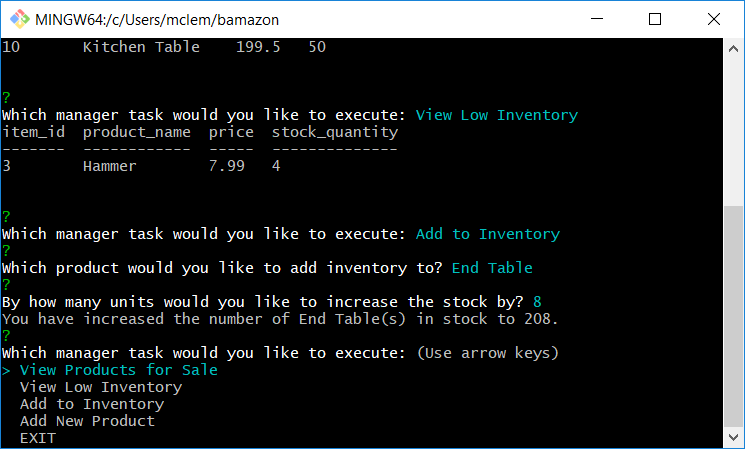 MINGW64:/c/Users/mclem/bamazon
10       Kitchen Table    199.5   50
?
Which manager task would you like to execute: View Low Inventory
item_id  product_name  price  stock_quantity
-------  ------------  -----  --------------
3        Hammer        7.99   4
?
Which manager task would you like to execute: Add to Inventory
?
Which product would you like to add inventory to? End Table
?
By how many units would you like to increase the stock by? 8
You have increased the number of End Table(s) in stock to 208.
?
Which manager task would you like to execute: (Use arrow keys)
> View Products for Sale
  View Low Inventory
  Add to Inventory
  Add New Product
  EXIT